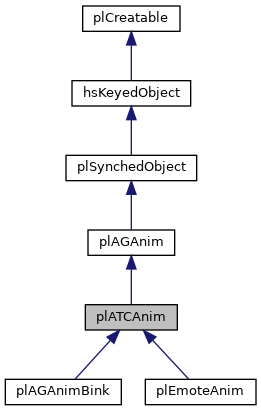 plCreatable
hsKeyedObject
plSynchedObject
plAGAnim
plATCAnim
plAGAnimBink
plEmoteAnim